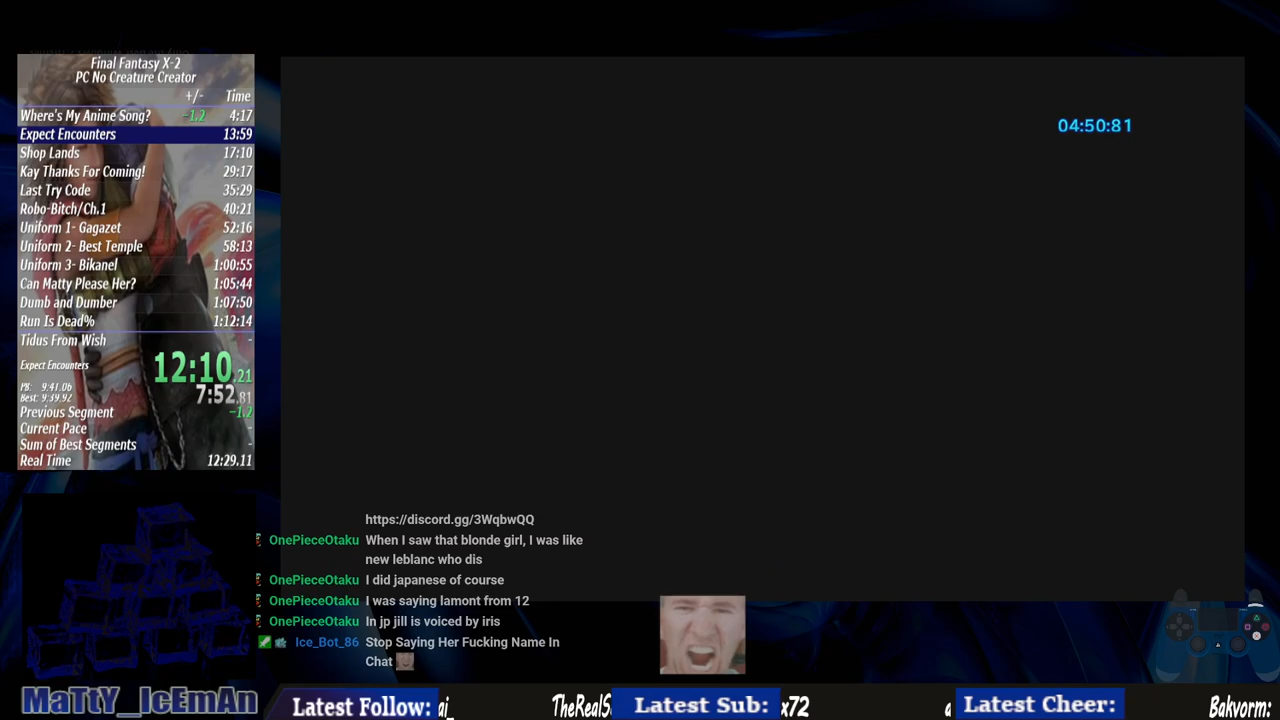 Final Fantasy X-2
PC No Creature Creator
+/- Time
Where's My Anime Song? −1.2 4:17
Expect Encounters 13:59
Shop Lands 17:10
Kay Thanks For Coming! 29:17
Last Try Code 35:29
Robo-Bitch/Ch.1 40:21
Uniform 1- Gagazet 52:16
Uniform 2- Best Temple 58:13
Uniform 3- Bikanel 1:00:55
Can Matty Please Her? 1:05:44
Dumb and Dumber 1:07:50
Run Is Dead% 1:12:14
Tidus From Wish -
Expect Encounters 12:10.21
PB: 9:41.06
Best: 9:39.92
7:52.81
Previous Segment −1.2
Current Pace -
Sum of Best Segments -
Real Time 12:29.11
04:50:81
https://discord.gg/3WqbwQQ
OnePieceOtaku When I saw that blonde girl, I was like
new leblanc who dis
OnePieceOtaku I did japanese of course
OnePieceOtaku I was saying lamont from 12
OnePieceOtaku In jp jill is voiced by iris
Ice_Bot_86 Stop Saying Her Fucking Name In
Chat
MaTtY_IcEmAn
Latest Follow: ai_ TheRealS Latest Sub: x72 a Latest Cheer: Bakvorm: